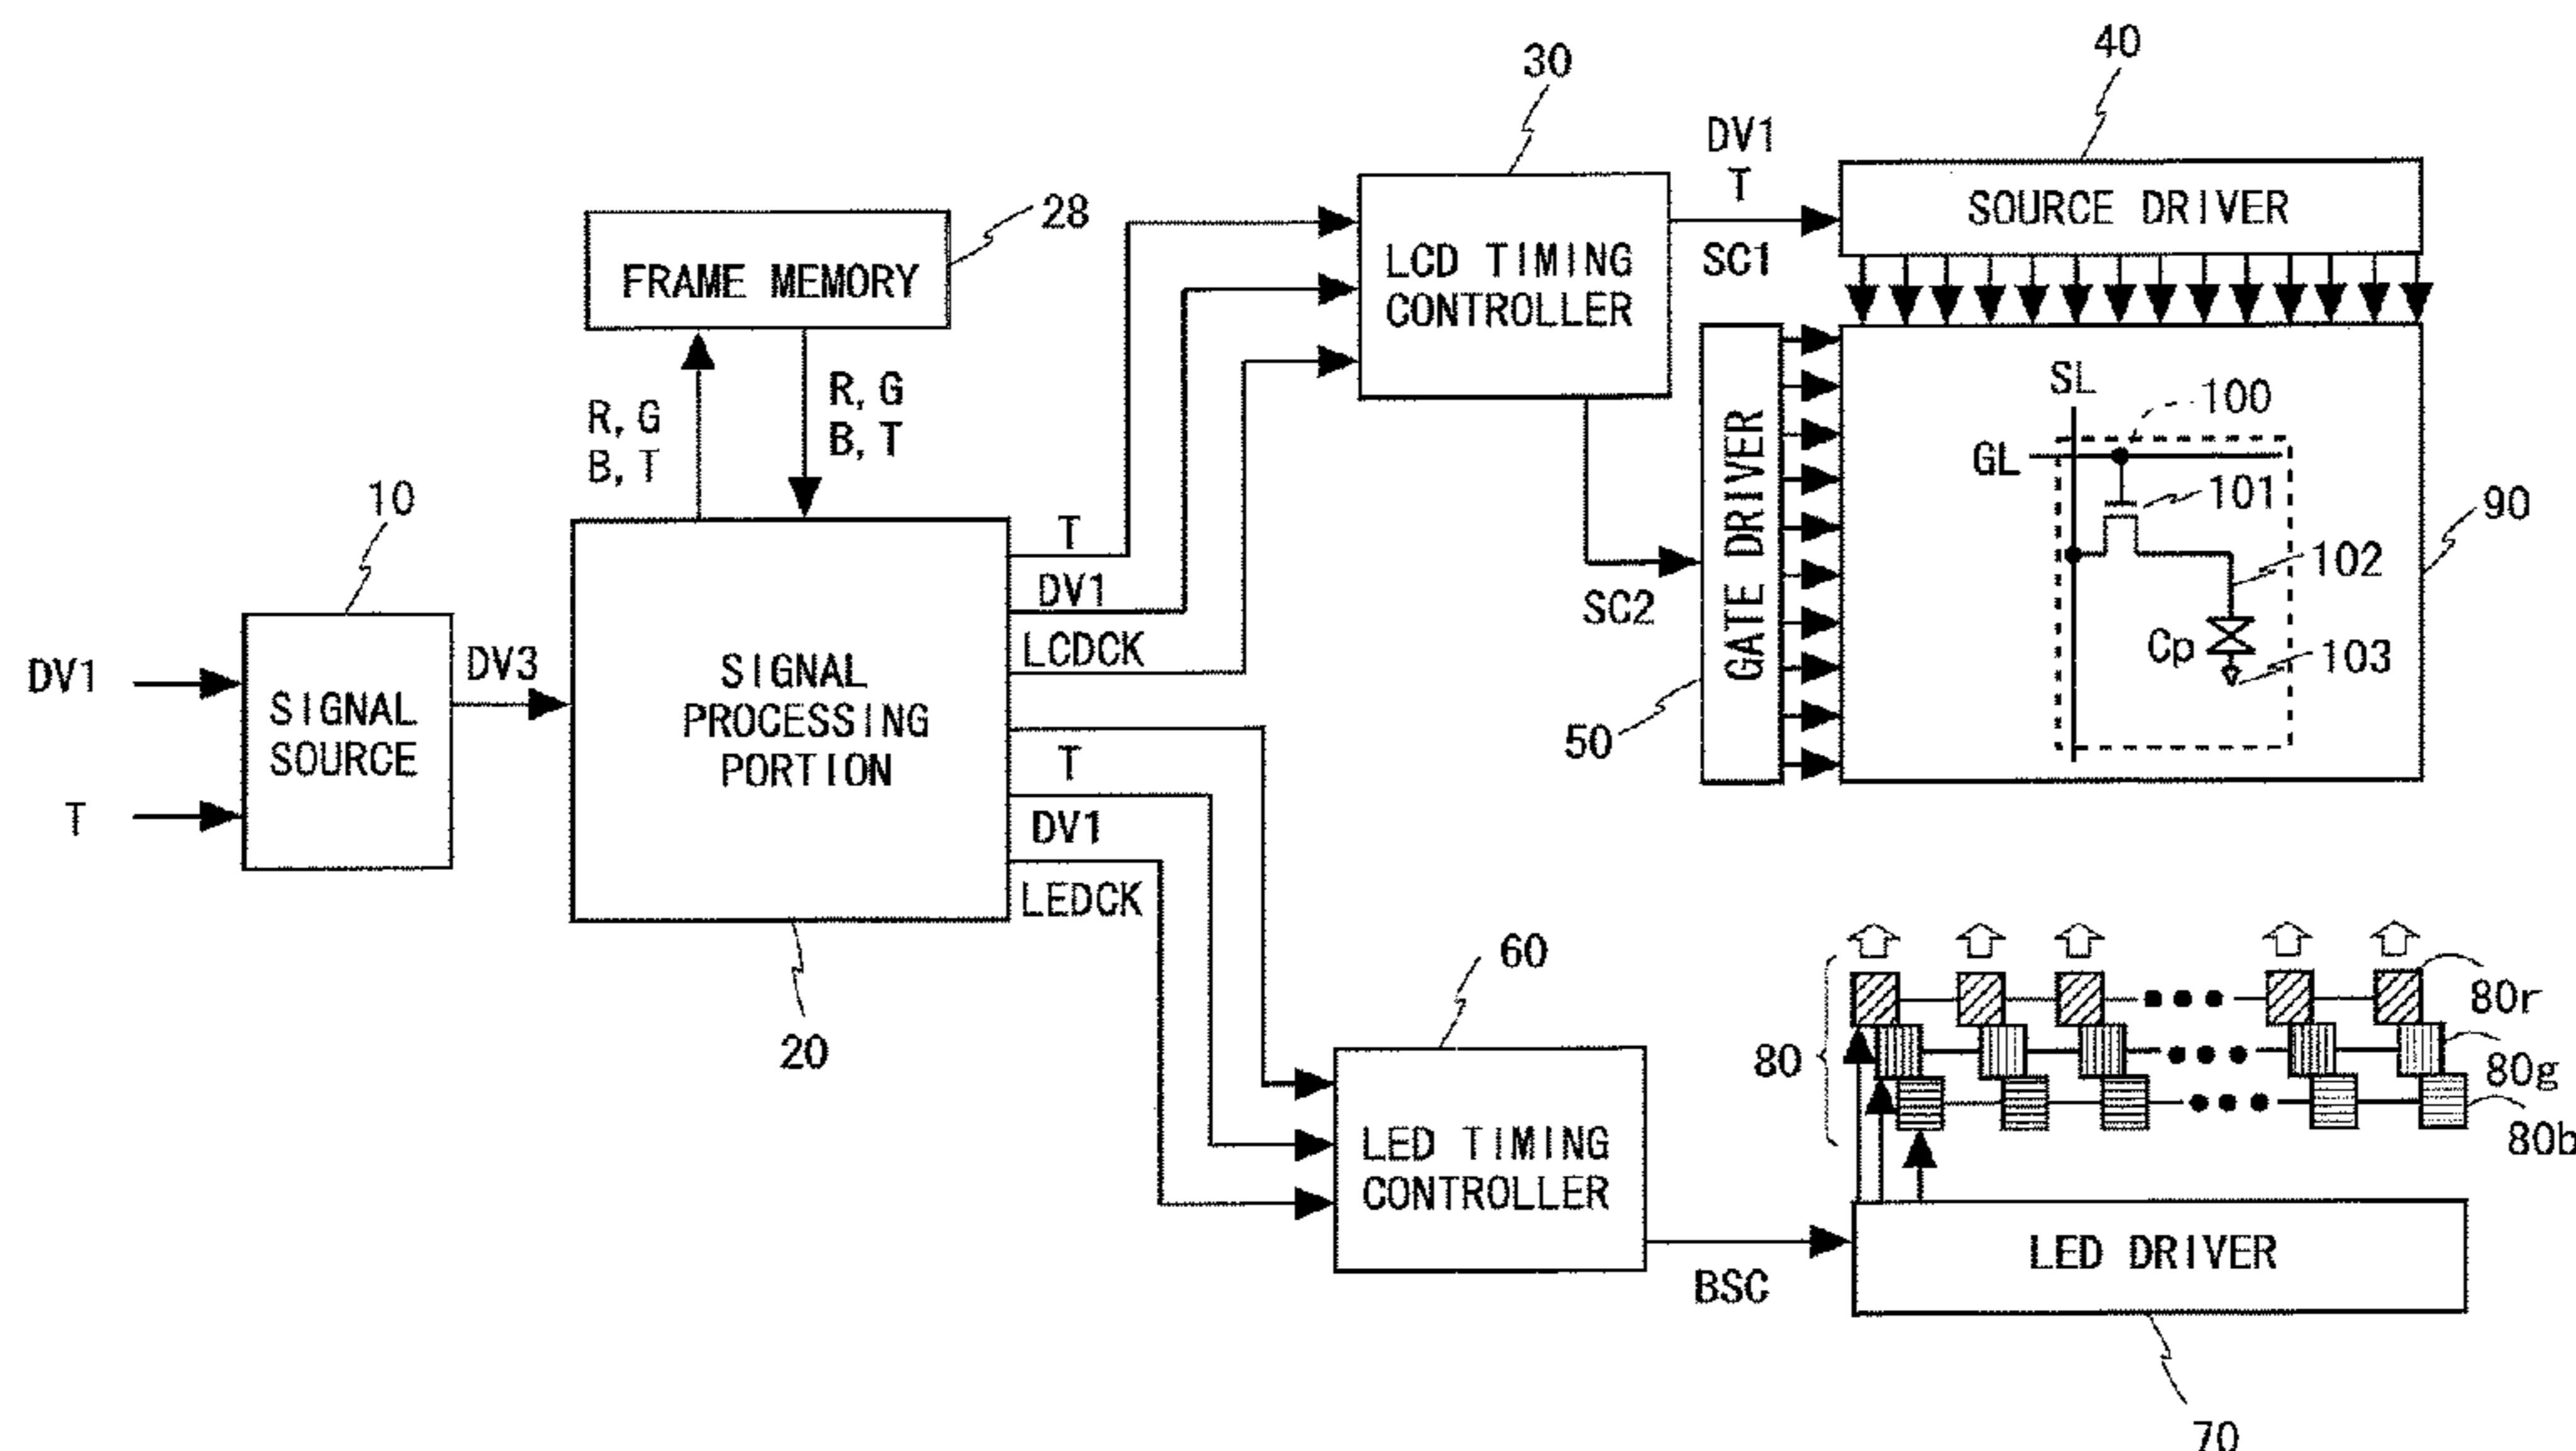 40
30
DV1
T
SOURCE DRIVER
28
FRAME MEMORY
LCD TIMING
CONTROLLER
SC1
R, G
B, T
R, G
B, T
SL
100
GL
101
GATE DRIVER
90
10
T
102
DV1
SC2
Cp
103
LCDCK
DV1
DV3
SIGNAL
PROCESSING
PORTION
SIGNAL
SOURCE
50
T
T
DV1
LEDCK
60
80r
20
80
80g
80b
LED TIMING
CONTROLLER
LED DRIVER
BSC
70